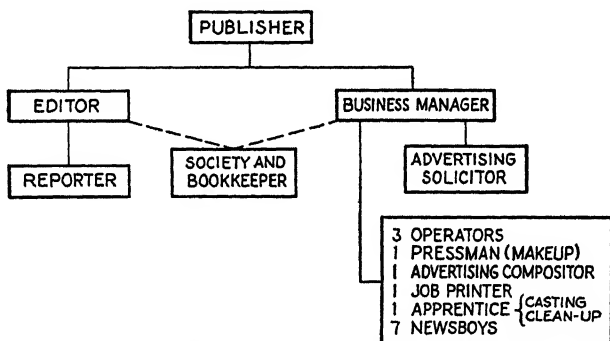 PUBLISHER
EDITOR
BUSINESS MANAGER
REPORTER
SOCIETY AND
BOOKKEEPER
ADVERTISING
SOLICITOR
3 OPERATORS
1 PRESSMAN (MAKEUP)
1 ADVERTISING COMPOSITOR
1 JOB PRINTER
1 APPRENTICE {CASTING
CLEAN-UP
7 NEWSBOYS